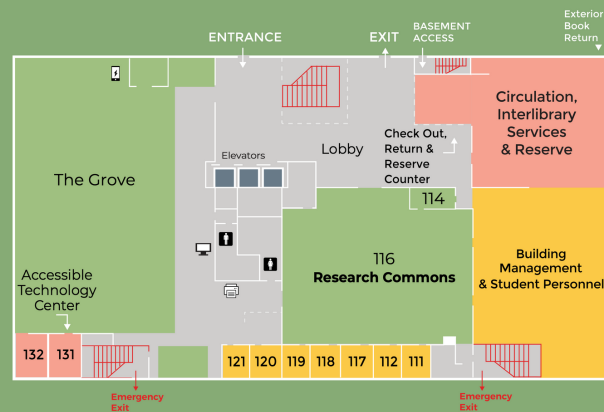 Exterior
Book
Return
ENTRANCE
EXIT
BASEMENT
ACCESS
Circulation,
Interlibrary
Services
& Reserve
Check Out,
Return &
Reserve
Counter
Lobby
Elevators
The Grove
114
116
Research Commons
Building
Management
& Student Personnel
Accessible
Technology
Center
132
131
121
120
119
118
117
112
111
Emergency
Exit
Emergency
Exit